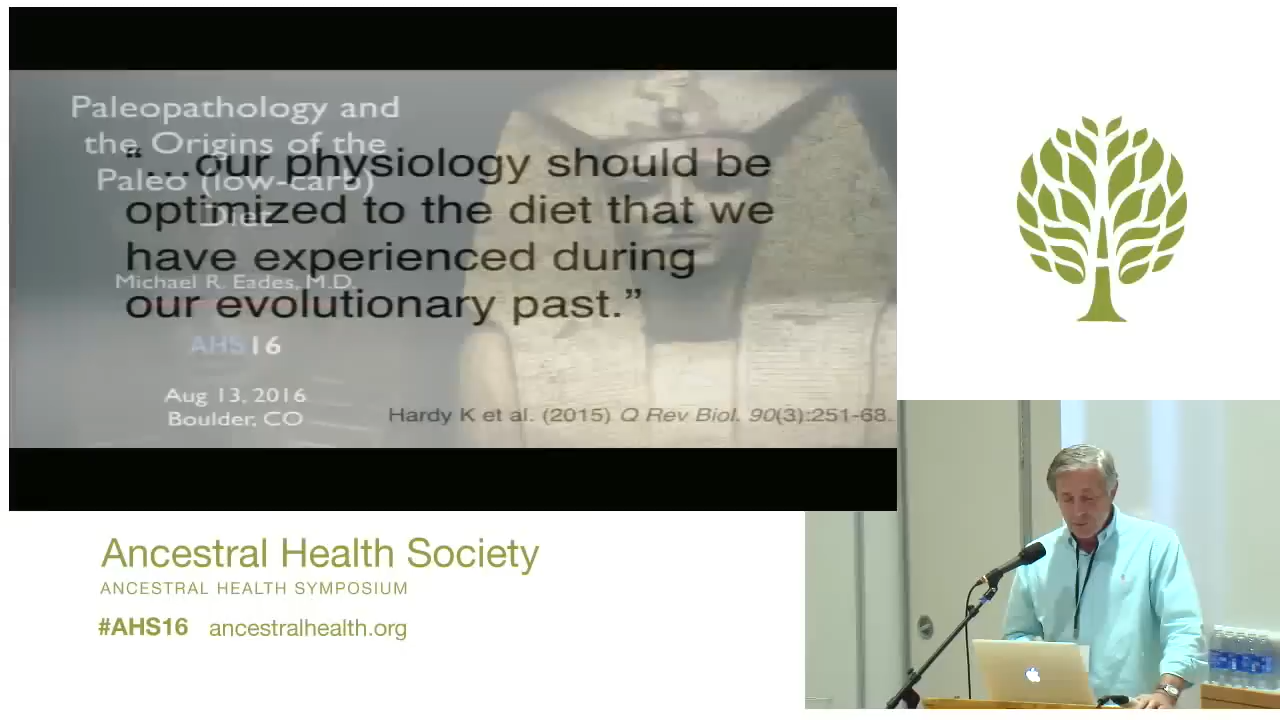 Paleopathology and
the Origins of the
Paleo (low-carb)
Diet
Michael R. Eades, M.D.
AHS16
Aug 13, 2016
Boulder, CO
“…our physiology should be
optimized to the diet that we
have experienced during
our evolutionary past.”
Hardy K et al. (2015) Q Rev Biol. 90(3):251-68.
Ancestral Health Society
ANCESTRAL HEALTH SYMPOSIUM
#AHS16 ancestralhealth.org